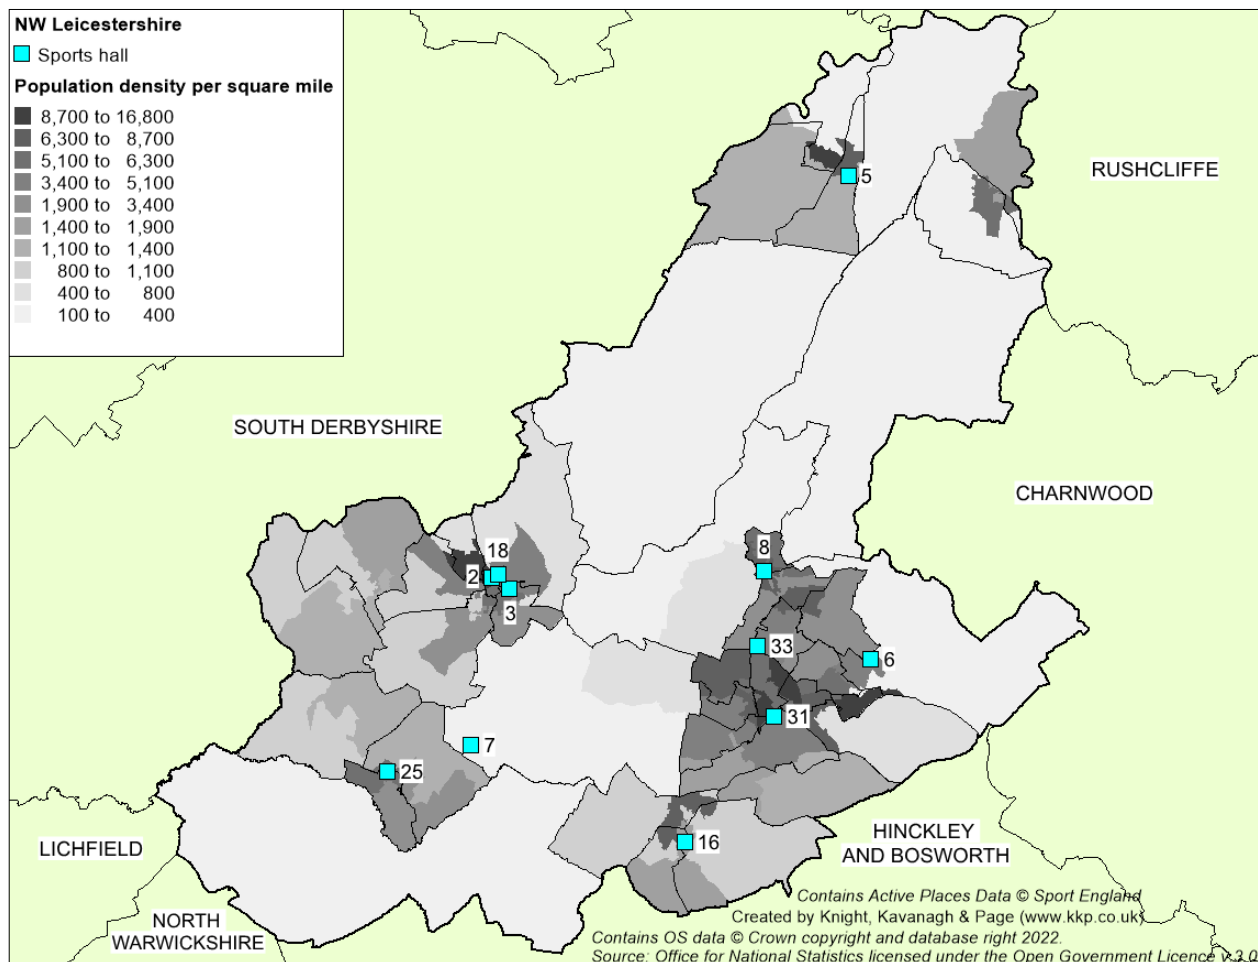 NW Leicestershire
Sports hall
Population density per square mile
8,700 to 16,800
6,300 to 8,700
5,100 to 6,300
3,400 to 5,100
1,900 to 3,400
1,400 to 1,900
1,100 to 1,400
800 to 1,100
400 to 800
100 to 400
RUSHCLIFFE
5
SOUTH DERBYSHIRE
CHARNWOOD
18
8
2
3
33
6
31
7
25
16
LICHFIELD
HINCKLEY
AND BOSWORTH
NORTH
WARWICKSHIRE
Contains Active Places Data © Sport England
Created by Knight, Kavanagh & Page (www.kkp.co.uk)
Contains OS data © Crown copyright and database right 2022.
Source: Office for National Statistics licensed under the Open Government Licence v.3.0